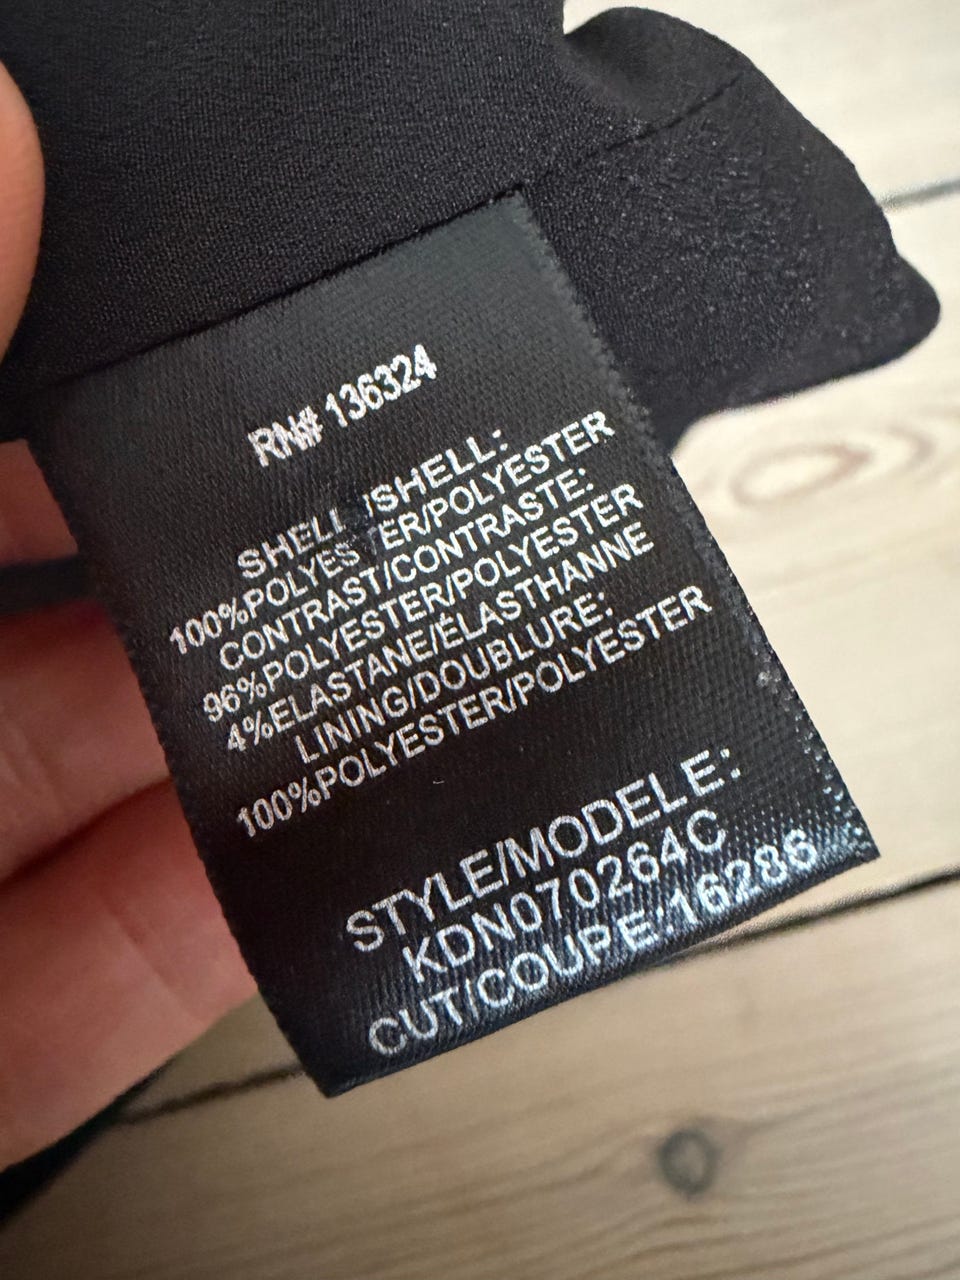 RN# 136324
SHELL/SHELL:
100%POLYESTER/POLYESTER
CONTRAST/CONTRASTE:
96%POLYESTER/POLYESTER
4%ELASTANE/ÉLASTHANNE
LINING/DOUBLURE:
100%POLYESTER/POLYESTER
STYLE/MODELE:
KDN070264C
CUT/COUPE:16286